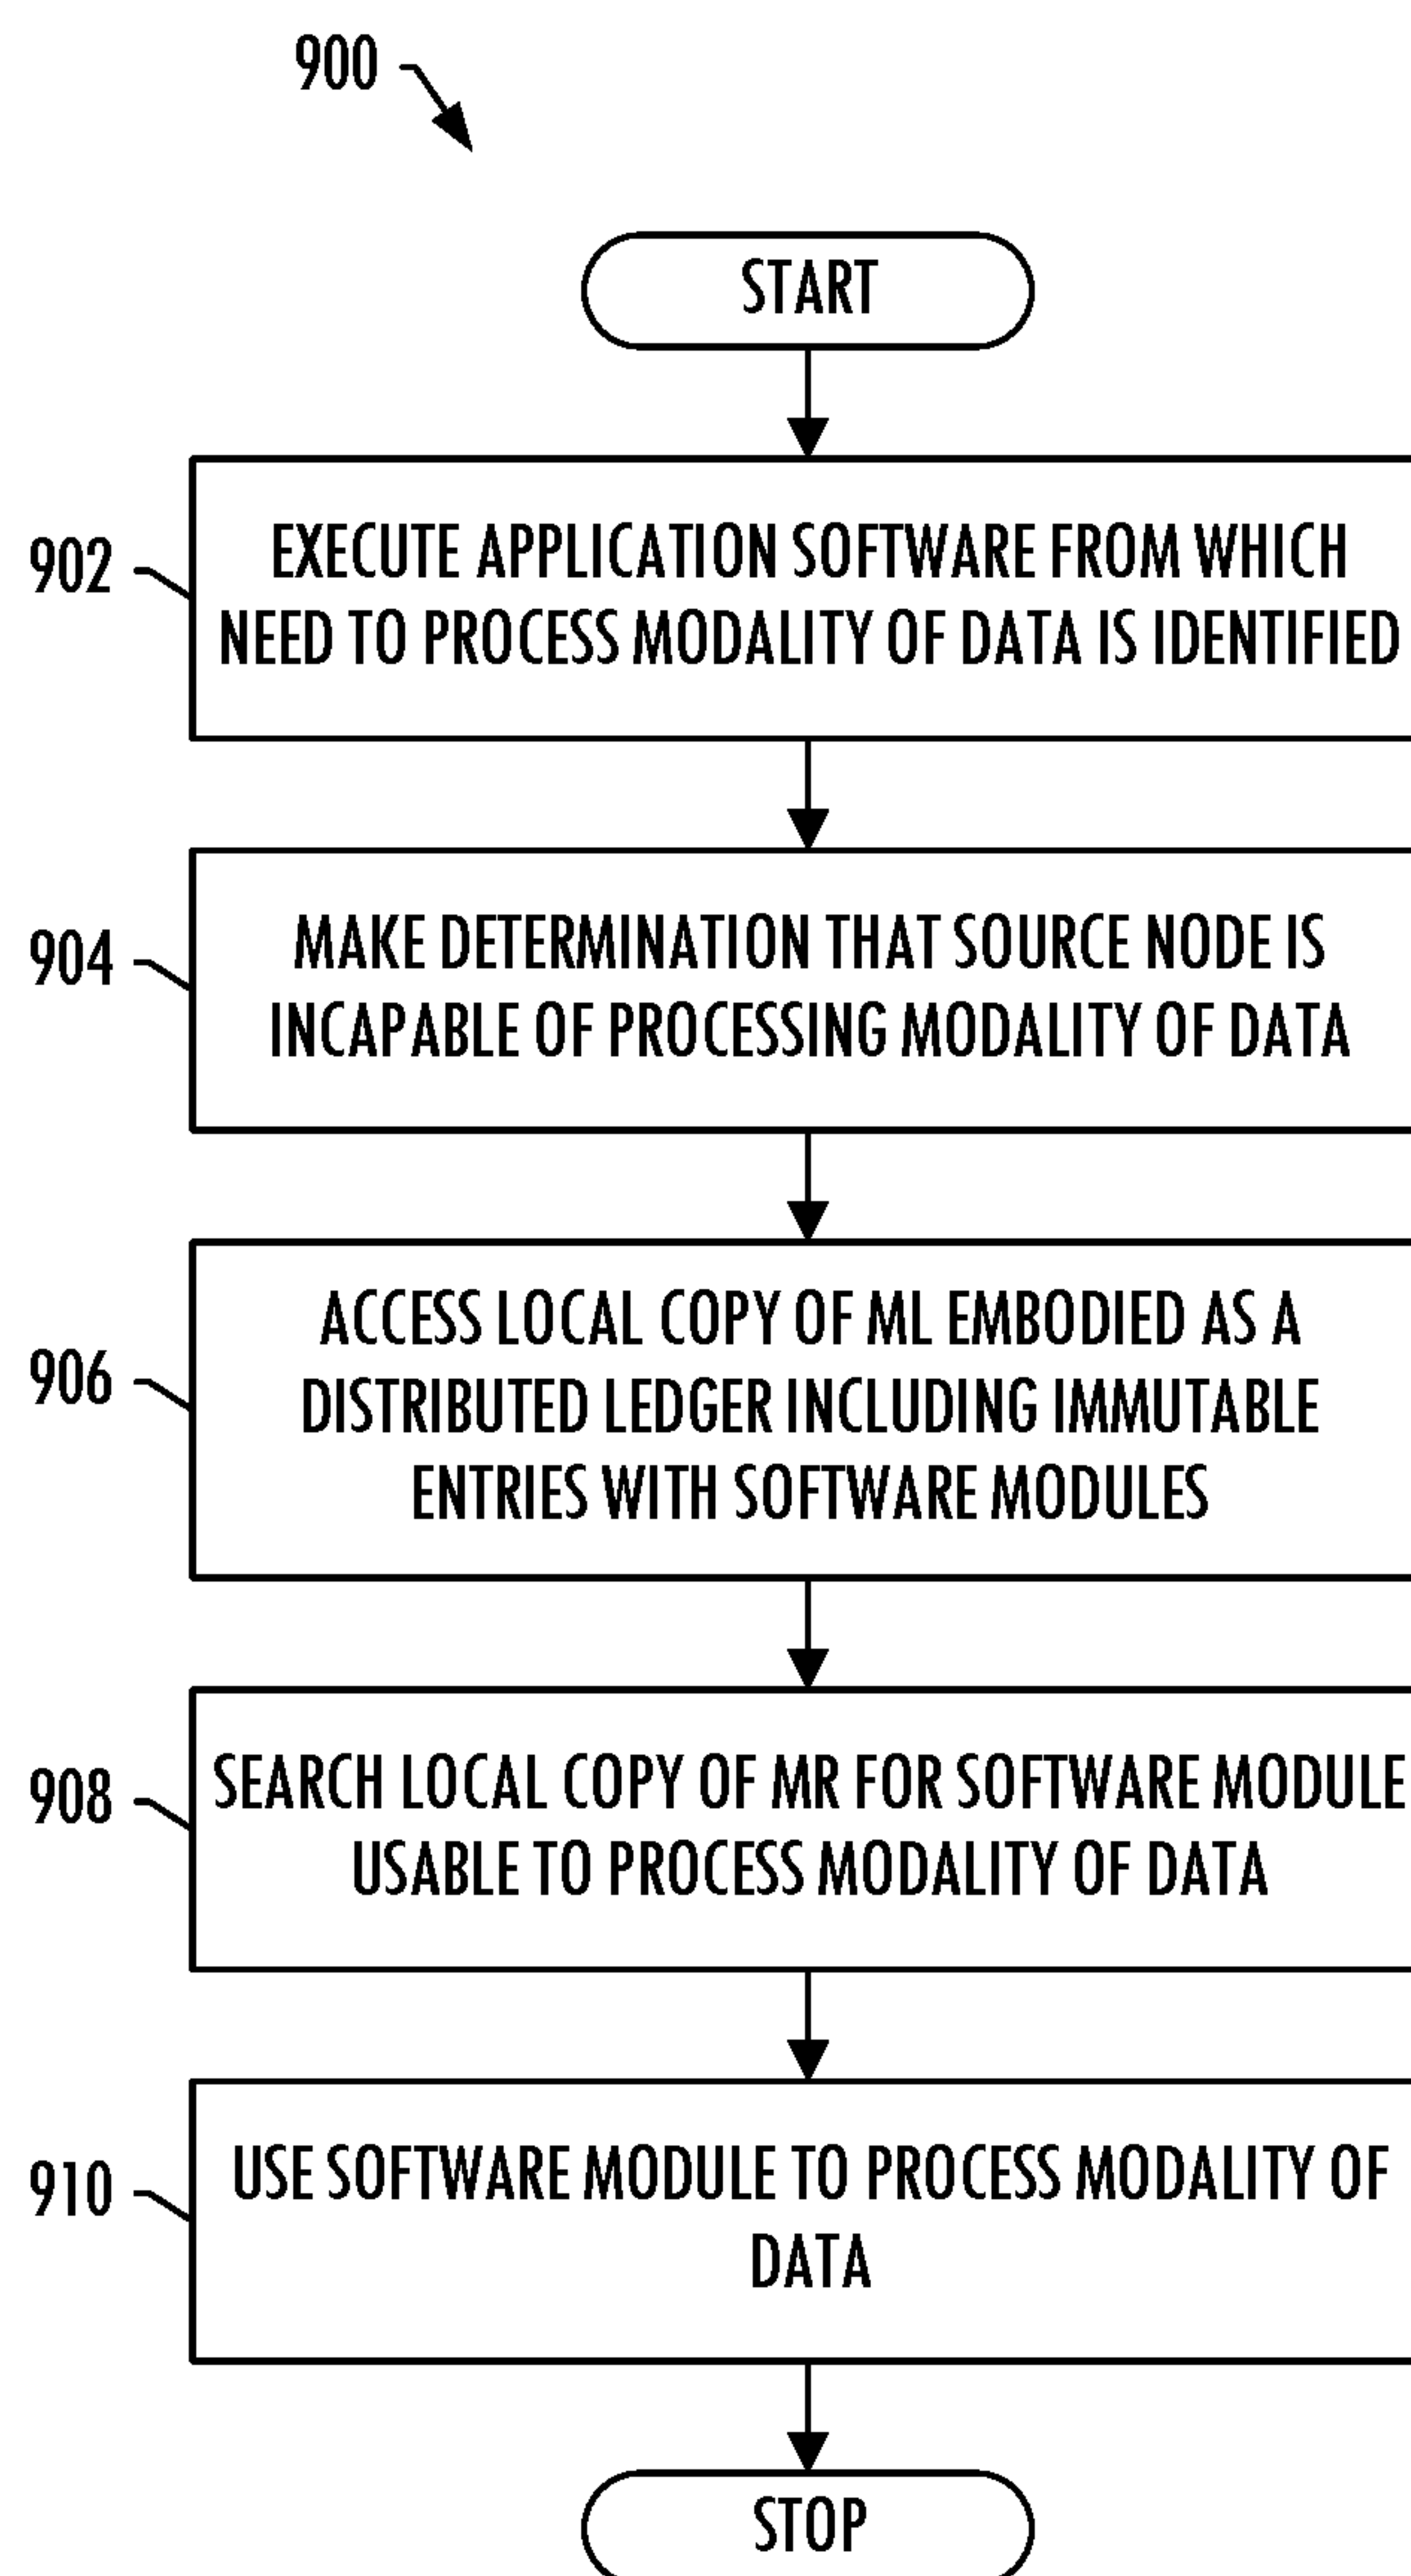 900
START
902
EXECUTE APPLICATION SOFTWARE FROM WHICH
NEED TO PROCESS MODALITY OF DATA IS IDENTIFIED
904
MAKE DETERMINATION THAT SOURCE NODE IS
INCAPABLE OF PROCESSING MODALITY OF DATA
906
ACCESS LOCAL COPY OF ML EMBODIED AS A
DISTRIBUTED LEDGER INCLUDING IMMUTABLE
ENTRIES WITH SOFTWARE MODULES
908
SEARCH LOCAL COPY OF MR FOR SOFTWARE MODULE
USABLE TO PROCESS MODALITY OF DATA
910
USE SOFTWARE MODULE TO PROCESS MODALITY OF
DATA
STOP